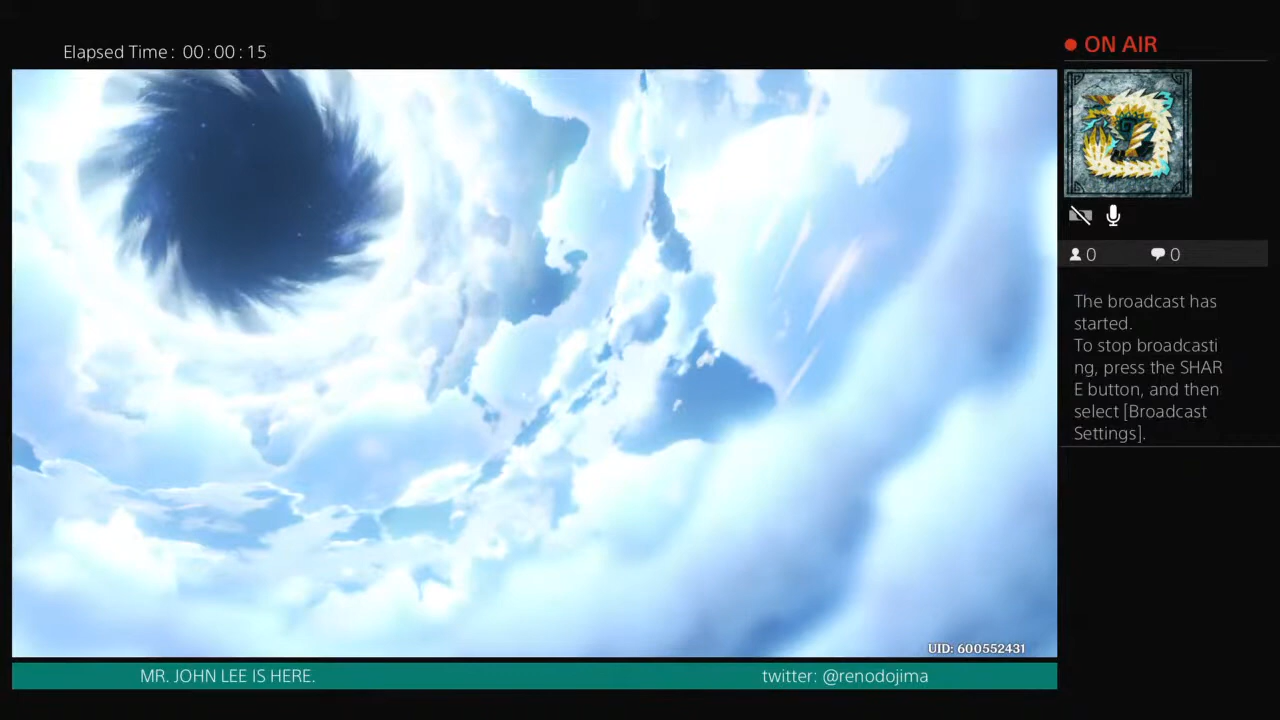 Elapsed Time: 00:00:15
ON AIR
0 0
The broadcast has
started.
To stop broadcasti
ng, press the SHAR
E button, and then
select [Broadcast
Settings].
UID: 600552431
MR. JOHN LEE IS HERE. twitter: @renodojima